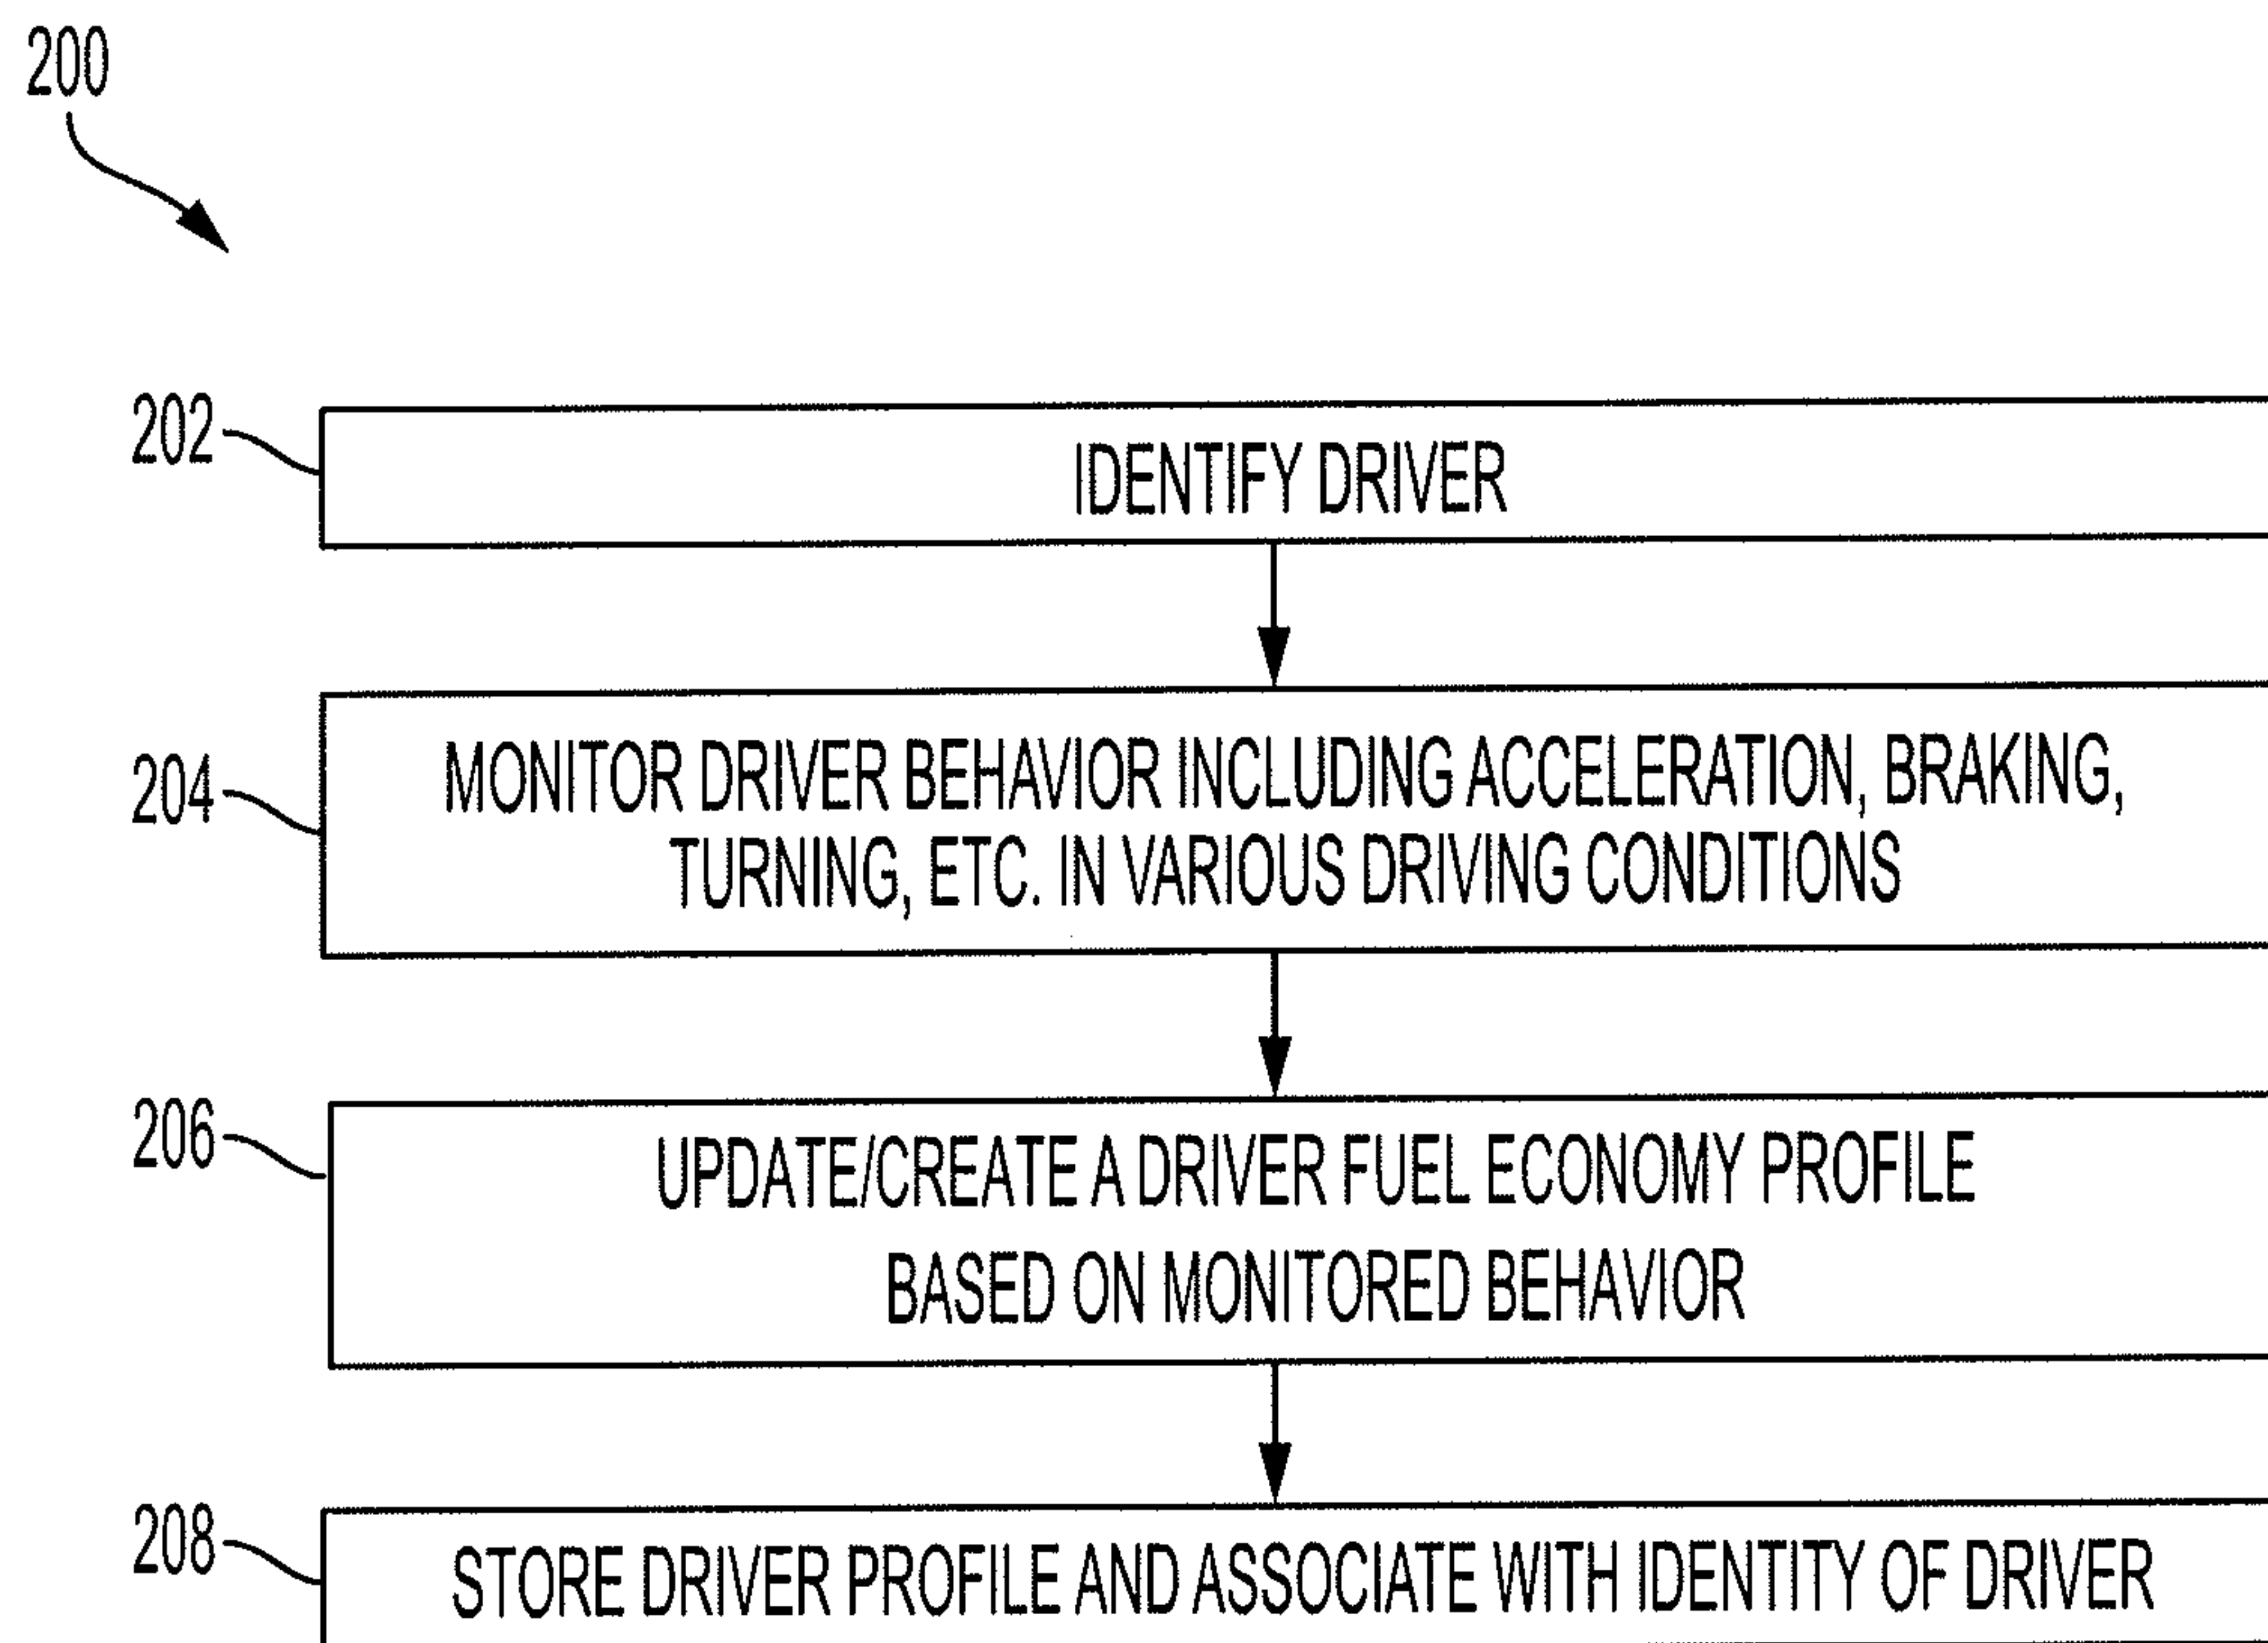 200
202
IDENTIFY DRIVER
204
MONITOR DRIVER BEHAVIOR INCLUDING ACCELERATION, BRAKING,
TURNING, ETC. IN VARIOUS DRIVING CONDITIONS
206
UPDATE/CREATE A DRIVER FUEL ECONOMY PROFILE
BASED ON MONITORED BEHAVIOR
208
STORE DRIVER PROFILE AND ASSOCIATE WITH IDENTITY OF DRIVER